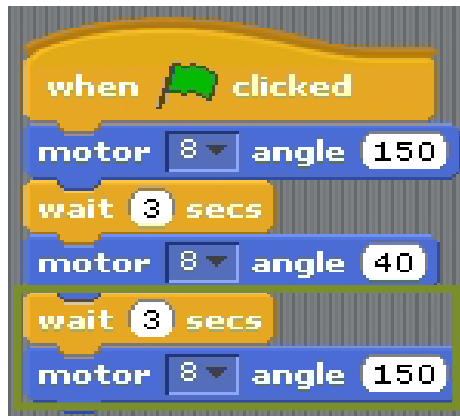 when clicked
motor 8 angle 150
wait 3 secs
motor 8 angle 40
wait 3 secs
motor 8 angle 150